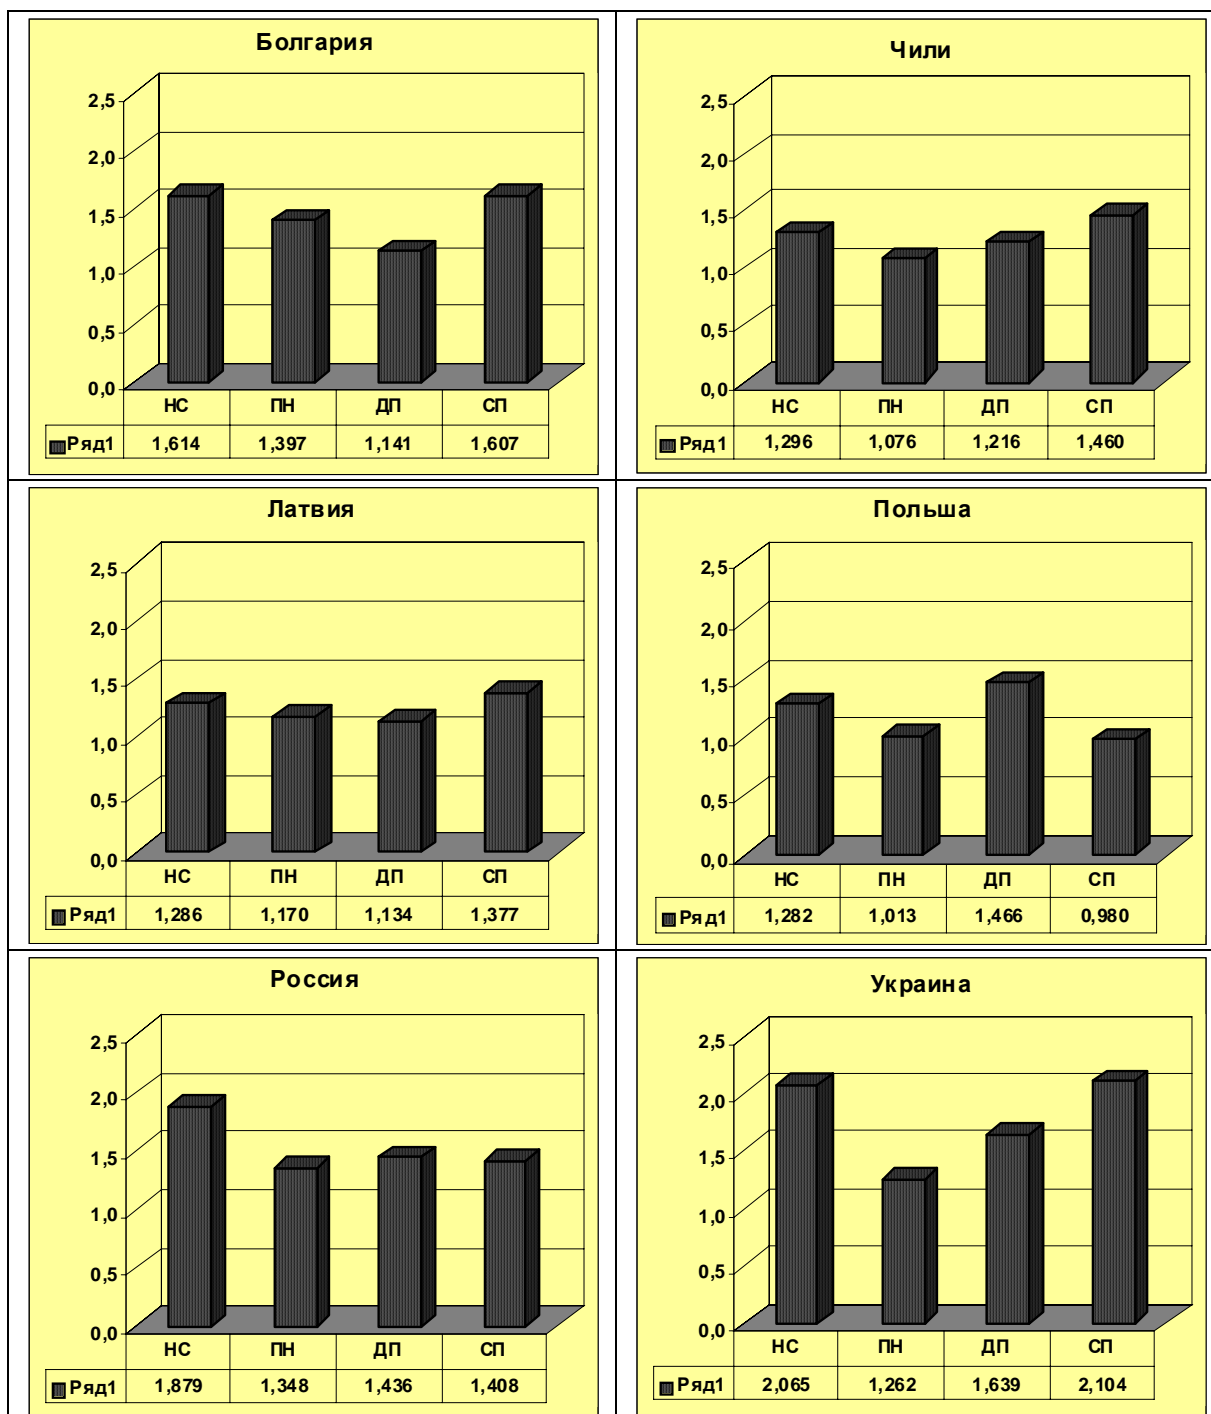 Болгария
2,5
2,0
1,5
1,0
0,5
0,0
НС ПН ДП СП
Ряд1 1,614 1,397 1,141 1,607
Чили
2,5
2,0
1,5
1,0
0,5
0,0
НС ПН ДП СП
Ряд1 1,296 1,076 1,216 1,460
Латвия
2,5
2,0
1,5
1,0
0,5
0,0
НС ПН ДП СП
Ряд1 1,286 1,170 1,134 1,377
Польша
2,5
2,0
1,5
1,0
0,5
0,0
НС ПН ДП СП
Ряд1 1,282 1,013 1,466 0,980
Россия
2,5
2,0
1,5
1,0
0,5
0,0
НС ПН ДП СП
Ряд1 1,879 1,348 1,436 1,408
Украина
2,5
2,0
1,5
1,0
0,5
0,0
НС ПН ДП СП
Ряд1 2,065 1,262 1,639 2,104